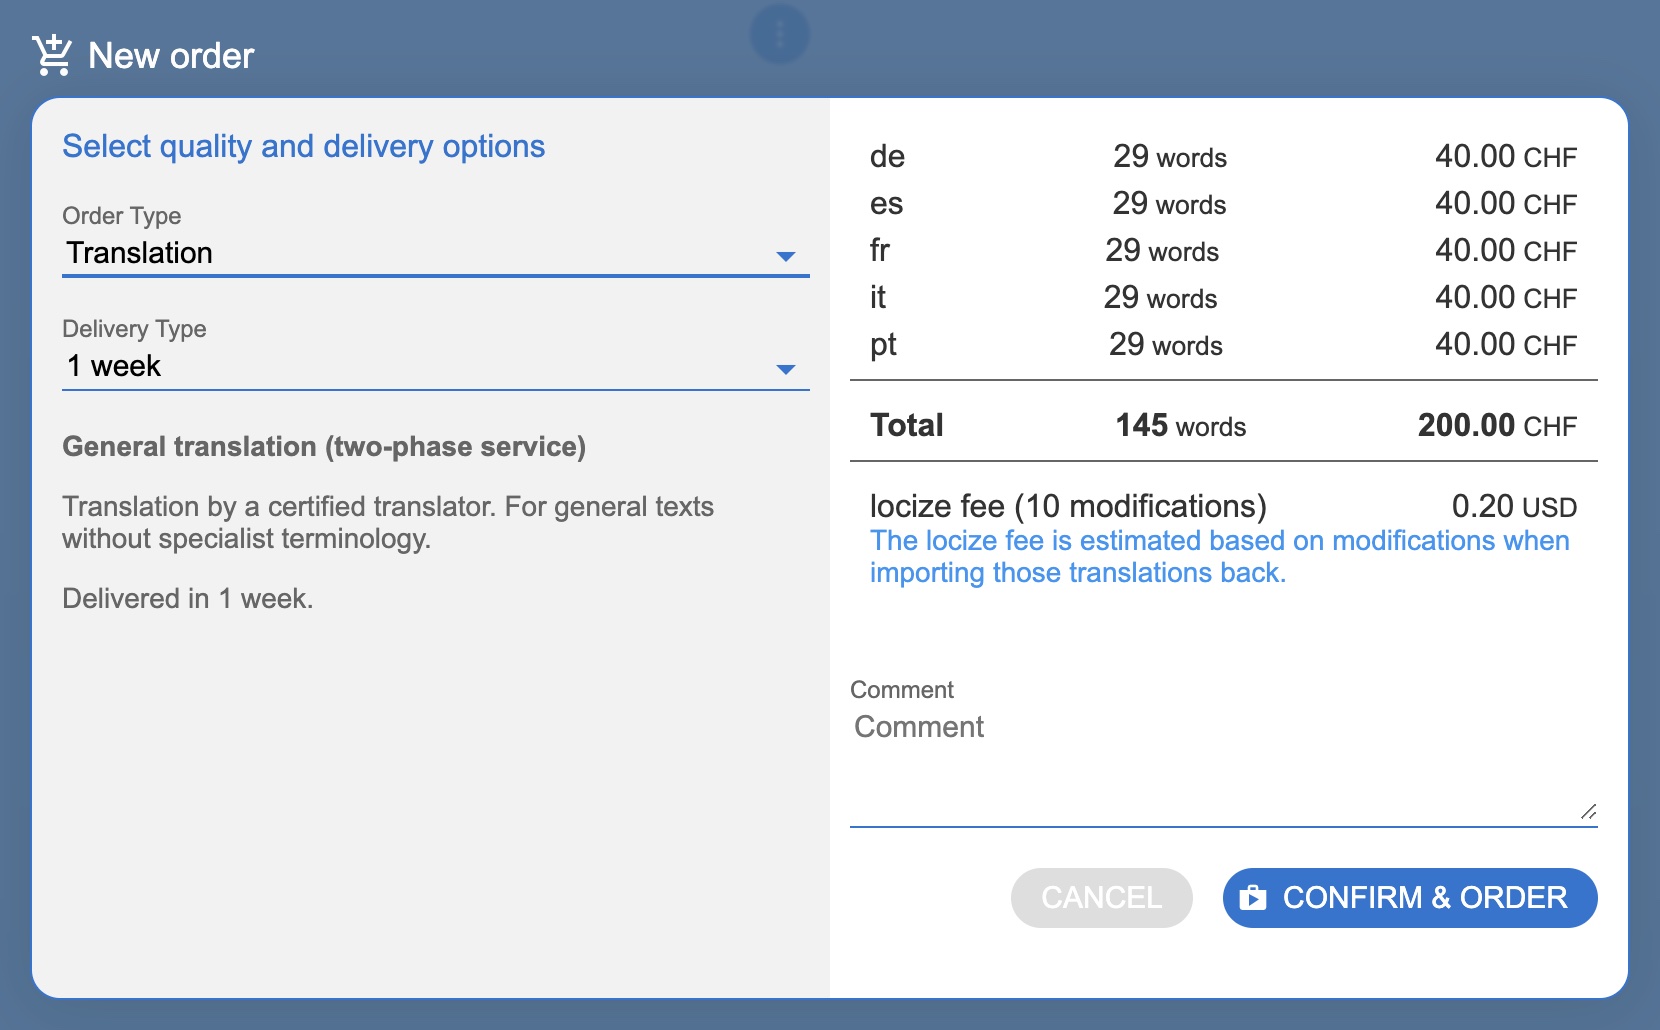 New order
Select quality and delivery options
Order Type
Translation
Delivery Type
1 week
General translation (two-phase service)
Translation by a certified translator. For general texts
without specialist terminology.
Delivered in 1 week.
de 29 words 40.00 CHF
es 29 words 40.00 CHF
fr 29 words 40.00 CHF
it 29 words 40.00 CHF
pt 29 words 40.00 CHF
Total 145 words 200.00 CHF
locize fee (10 modifications) 0.20 USD
The locize fee is estimated based on modifications when
importing those translations back.
Comment
Comment
CANCEL
CONFIRM & ORDER